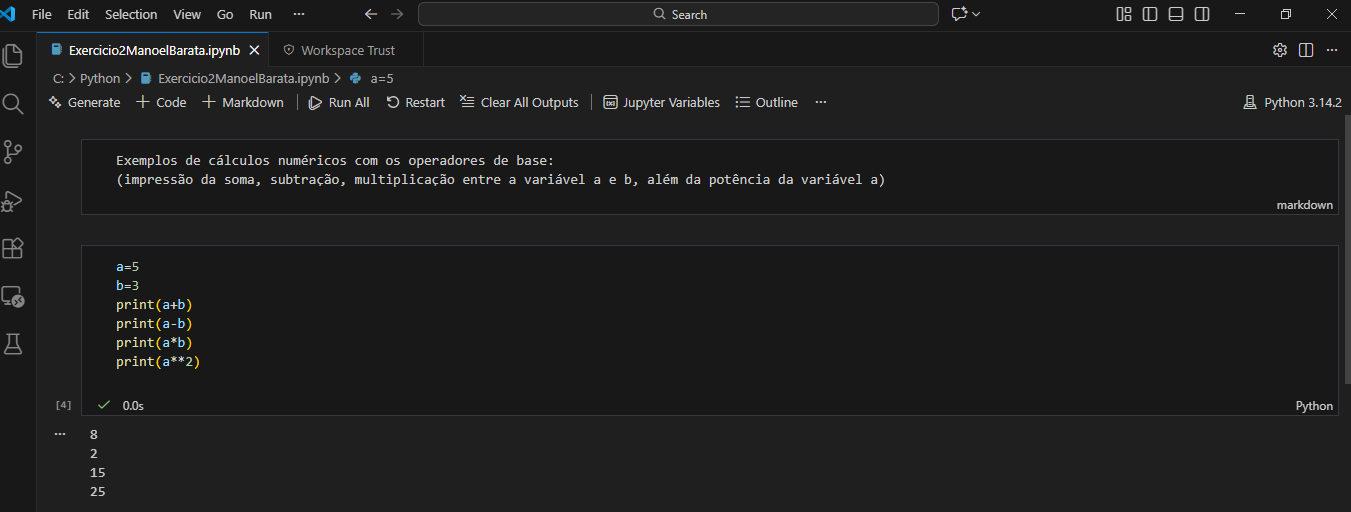 File Edit Selection View Go Run ··· Search
Exercicio2ManoelBarata.ipynb Workspace Trust ···
C: > Python > Exercicio2ManoelBarata.ipynb > a=5
Generate + Code + Markdown Run All Restart Clear All Outputs Jupyter Variables Outline ··· Python 3.14.2
Exemplos de cálculos numéricos com os operadores de base:
(impressão da soma, subtração, multiplicação entre a variável a e b, além da potência da variável a)
markdown
a=5
b=3
print(a+b)
print(a-b)
print(a*b)
print(a**2)
[4] 0.0s Python
··· 8
2
15
25